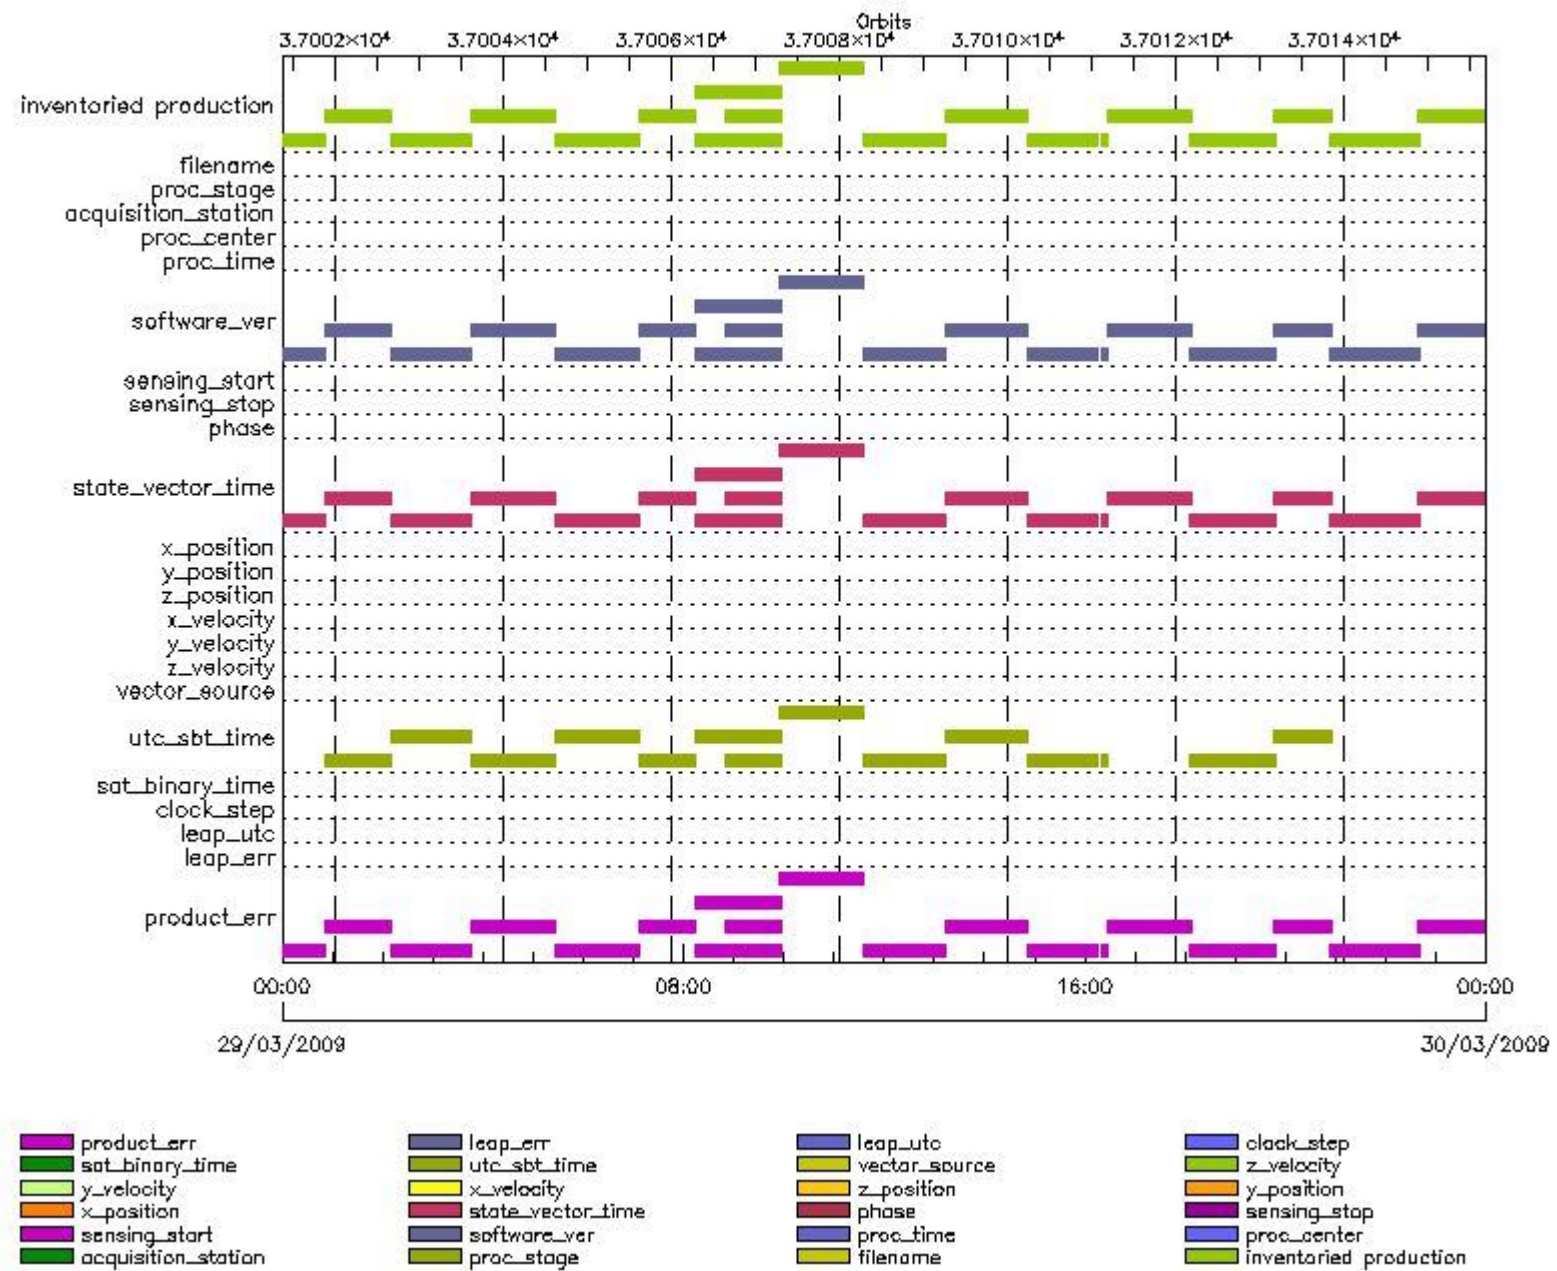 Orbits
3.7002×10⁴ 3.7004×10⁴ 3.7006×10⁴ 3.7008×10⁴ 3.7010×10⁴ 3.7012×10⁴ 3.7014×10⁴
inventoried production
filename
proc_stage
acquisition_station
proc_center
proc_time
software_ver
sensing_start
sensing_stop
phase
state_vector_time
x_position
y_position
z_position
x_velocity
y_velocity
z_velocity
vector_source
utc_sbt_time
sat_binary_time
clock_step
leap_utc
leap_err
product_err
00:00 08:00 16:00 00:00
29/03/2009 30/03/2009
product_err leap_err leap_utc clock_step
sat_binary_time utc_sbt_time vector_source z_velocity
y_velocity x_velocity z_position y_position
x_position state_vector_time phase sensing_stop
sensing_start software_ver proc_time proc_center
acquisition_station proc_stage filename inventoried production